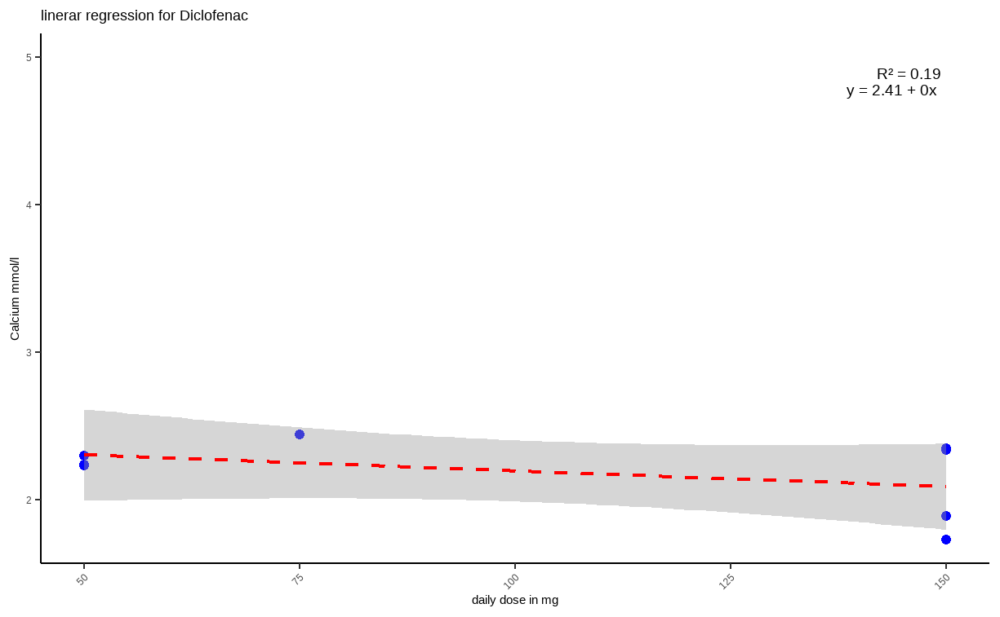 linerar regression for Diclofenac
R² = 0.19
y = 2.41 + 0x
5
4
3
2
Calcium mmol/l
50
75
100
125
150
daily dose in mg